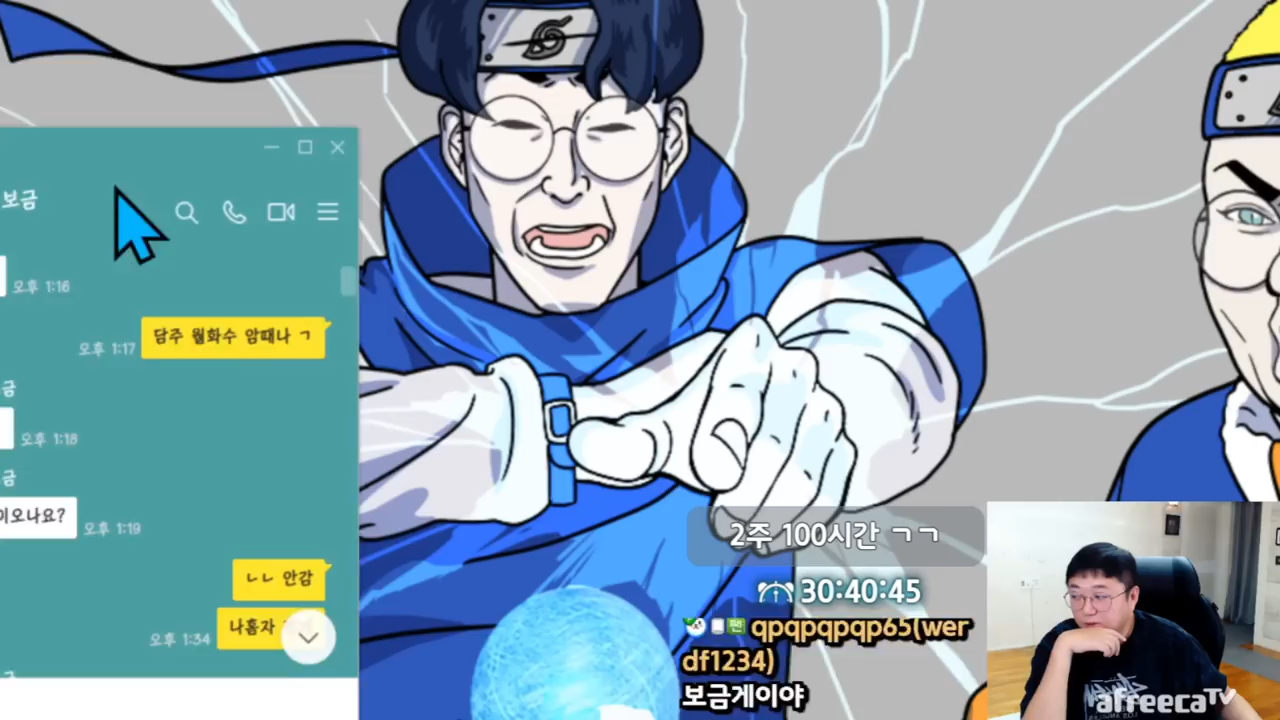 보금
오후 1:16
담주 월화수 암때나 ㄱ
오후 1:17
금
오후 1:18
금
이오나요?
오후 1:19
ㄴㄴ 안감
나홈자
오후 1:34
2주 100시간 ㄱㄱ
30:40:45
팬 qpqpqpqp65(wer
df1234)
보금게이야
afreecaTV